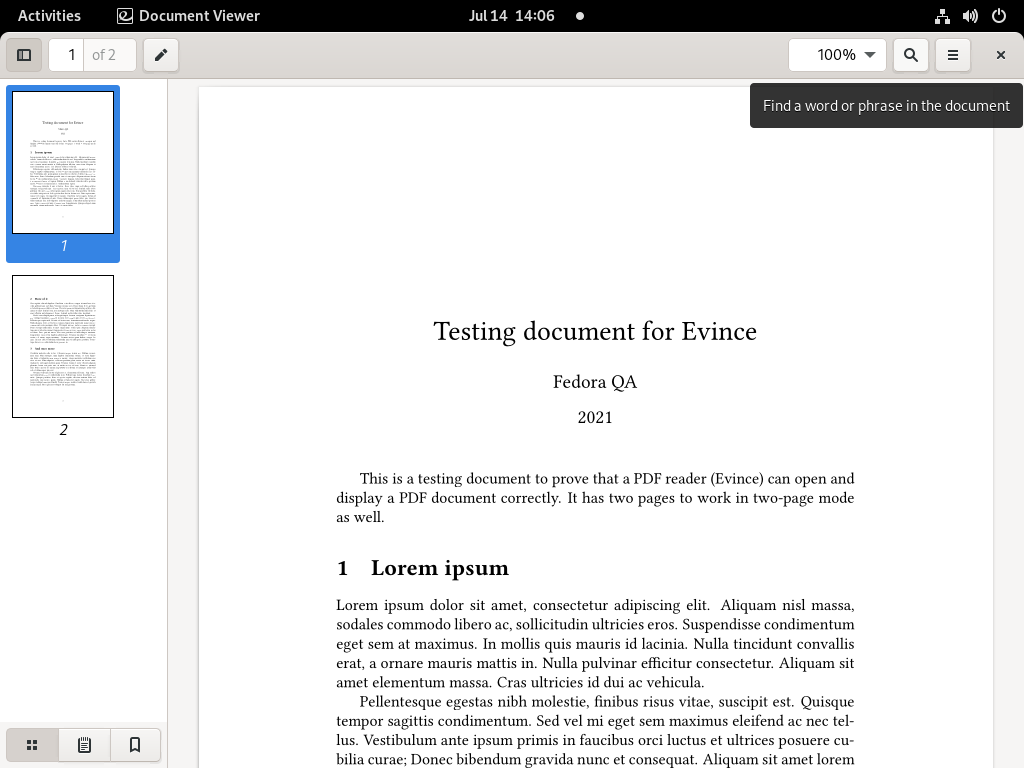 Activities
Document Viewer
Jul 14 14:06
1
of 2
100%
Find a word or phrase in the document
1
2
Testing document for Evince
Fedora QA
2021
This is a testing document to prove that a PDF reader (Evince) can open and
display a PDF document correctly. It has two pages to work in two-page mode
as well.
1 Lorem ipsum
Lorem ipsum dolor sit amet, consectetur adipiscing elit. Aliquam nisl massa,
sodales commodo libero ac, sollicitudin ultricies eros. Suspendisse condimentum
eget sem at maximus. In mollis quis mauris id lacinia. Nulla tincidunt convallis
erat, a ornare mauris mattis in. Nulla pulvinar efficitur consectetur. Aliquam sit
amet elementum massa. Cras ultricies id dui ac vehicula.
Pellentesque egestas nibh molestie, finibus risus vitae, suscipit est. Quisque
tempor sagittis condimentum. Sed vel mi eget sem maximus eleifend ac nec tel-
lus. Vestibulum ante ipsum primis in faucibus orci luctus et ultrices posuere cu-
bilia curae; Donec bibendum gravida nunc et consequat. Aliquam sit amet lorem